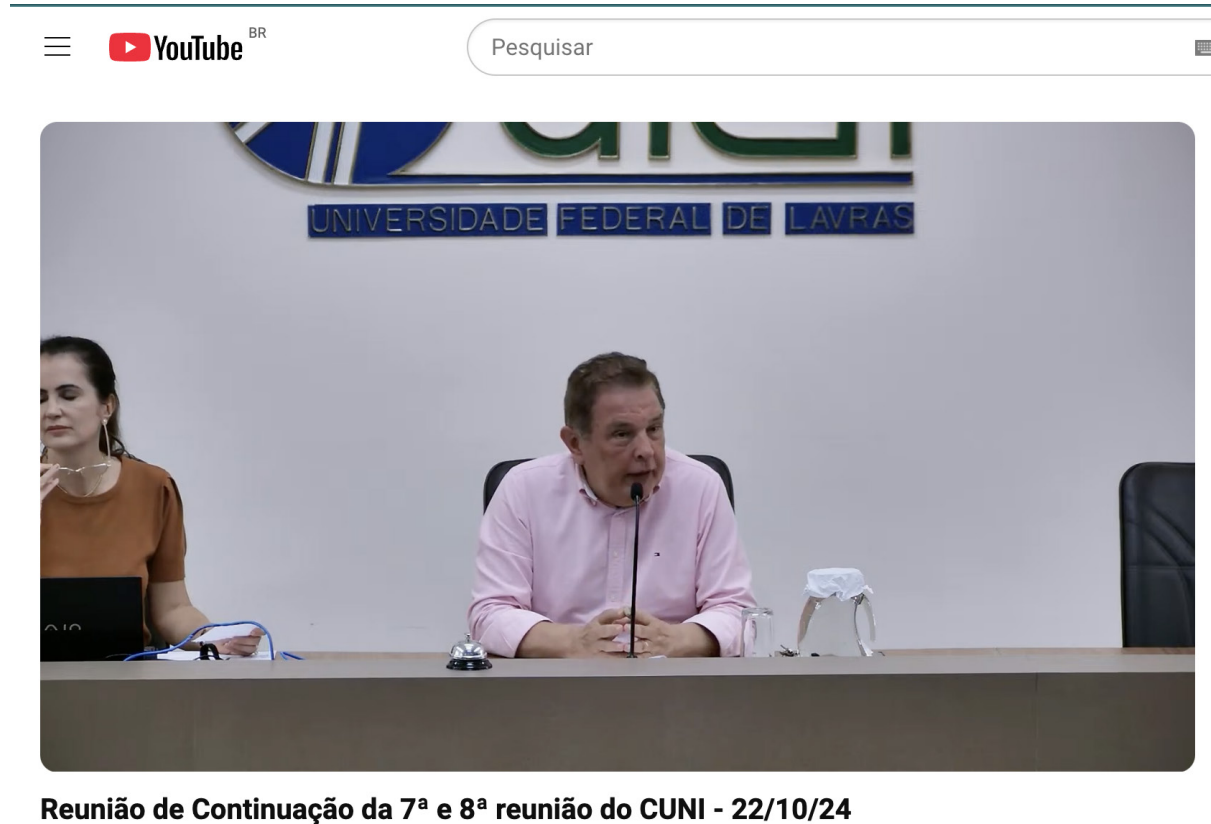 YouTube BR
Pesquisar
UNIVERSIDADE FEDERAL DE LAVRAS
Reunião de Continuação da 7ª e 8ª reunião do CUNI - 22/10/24